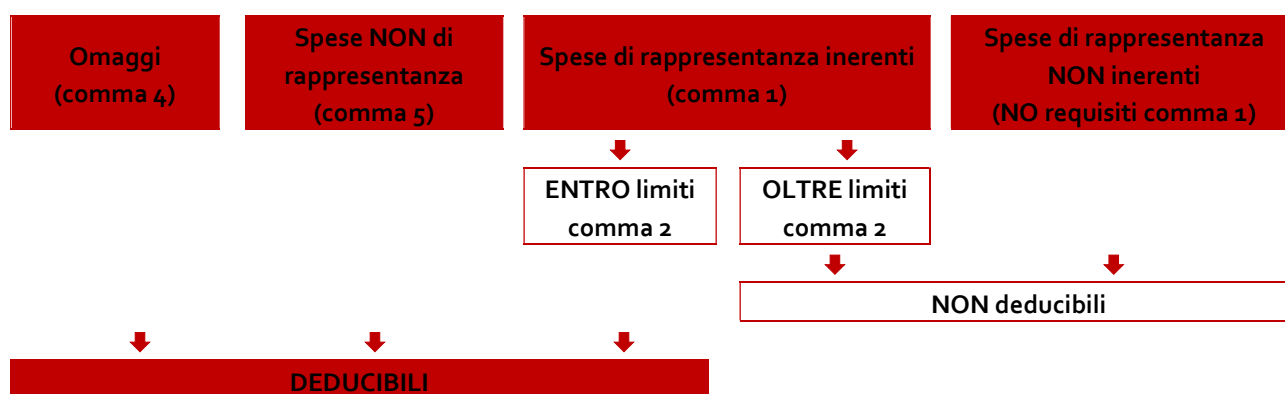 Omaggi
(comma 4)
Spese NON di
rappresentanza
(comma 5)
Spese di rappresentanza inerenti
(comma 1)
Spese di rappresentanza
NON inerenti
(NO requisiti comma 1)
ENTRO limiti
comma 2
OLTRE limiti
comma 2
NON deducibili
DEDUCIBILI